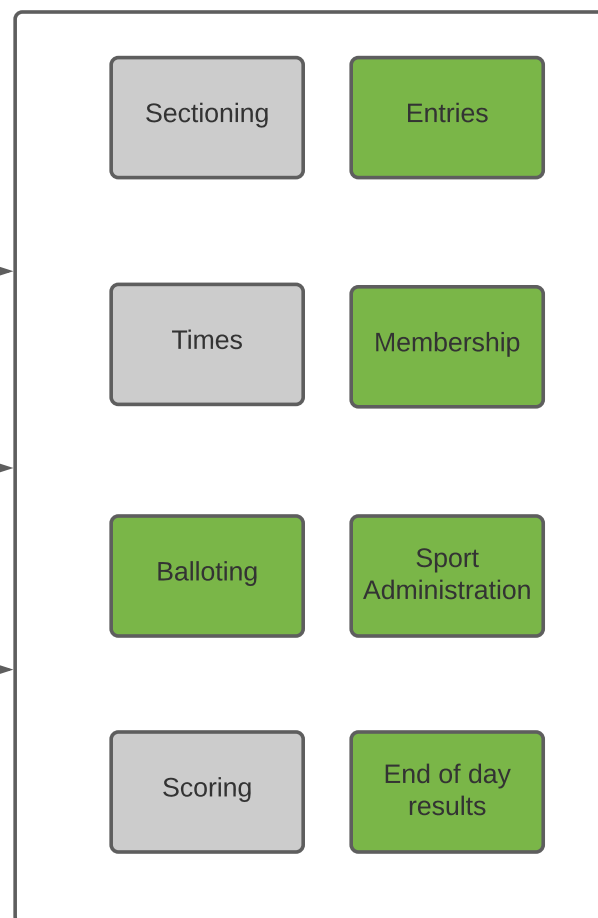 Sectioning
Entries
Times
Membership
Balloting
Sport
Administration
Scoring
End of day
results